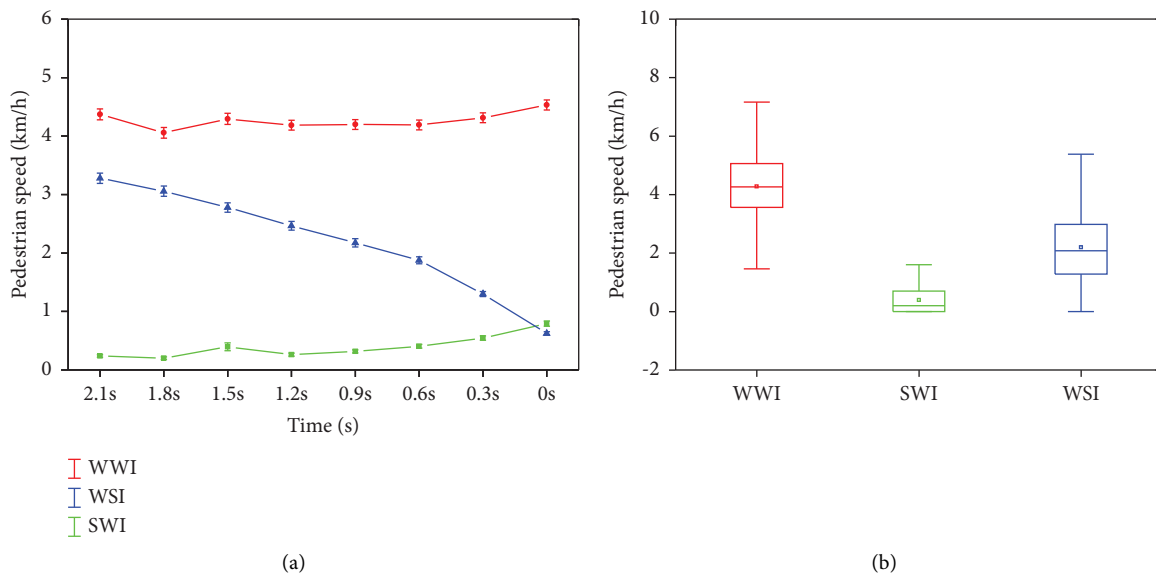 6
5
4
3
2
1
0
Pedestrian speed (km/h)
2.1s 1.8s 1.5s 1.2s 0.9s 0.6s 0.3s 0s
Time (s)
WWI
WSI
SWI
(a)
10
8
6
4
2
0
-2
Pedestrian speed (km/h)
WWI SWI WSI
(b)